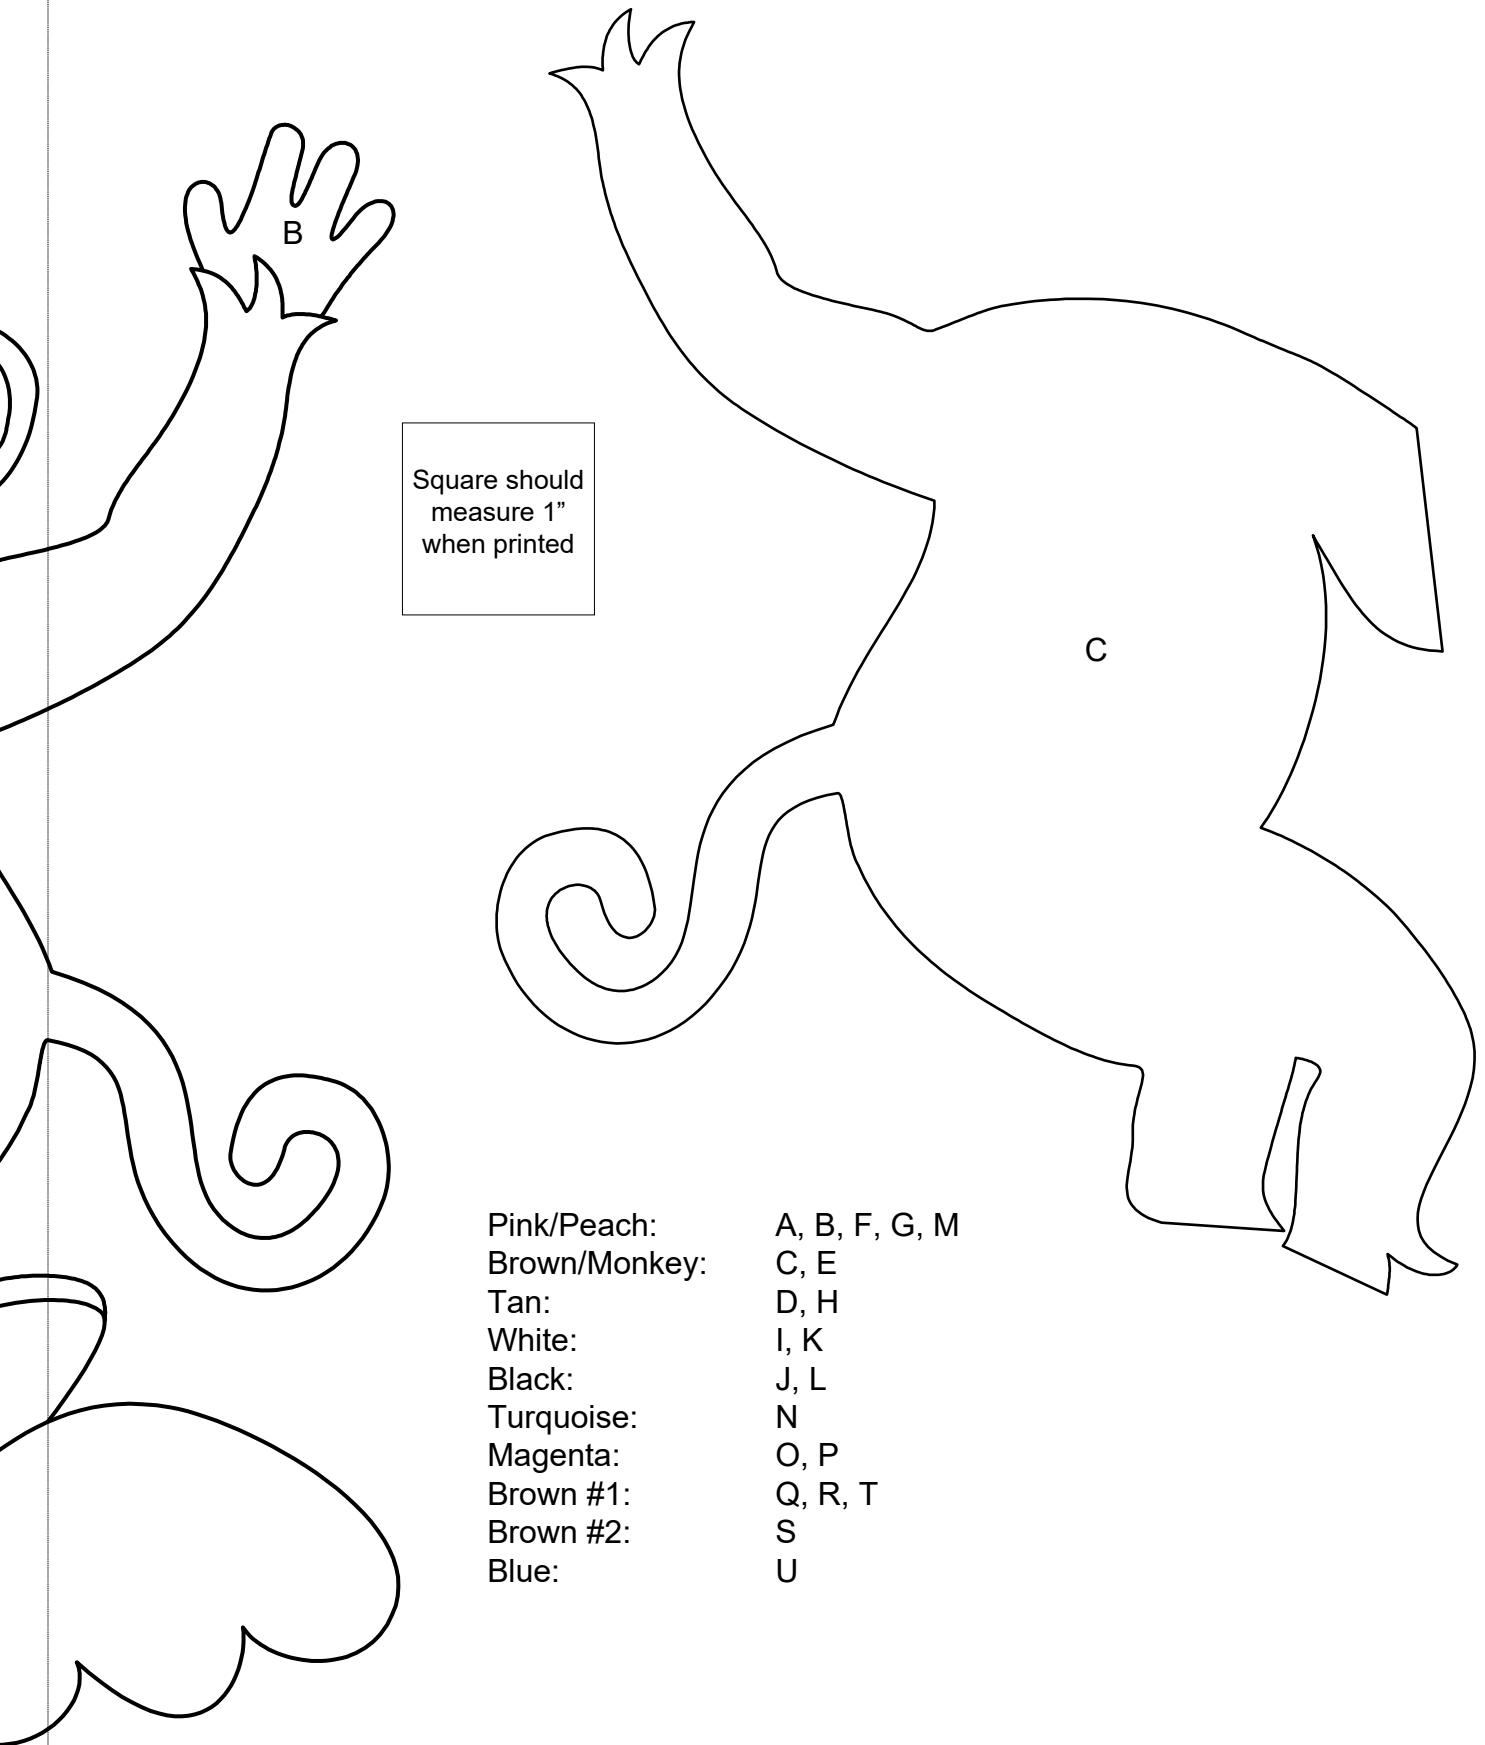 B
Square should
measure 1”
when printed
C
Pink/Peach: A, B, F, G, M
Brown/Monkey: C, E
Tan: D, H
White: I, K
Black: J, L
Turquoise: N
Magenta: O, P
Brown #1: Q, R, T
Brown #2: S
Blue: U